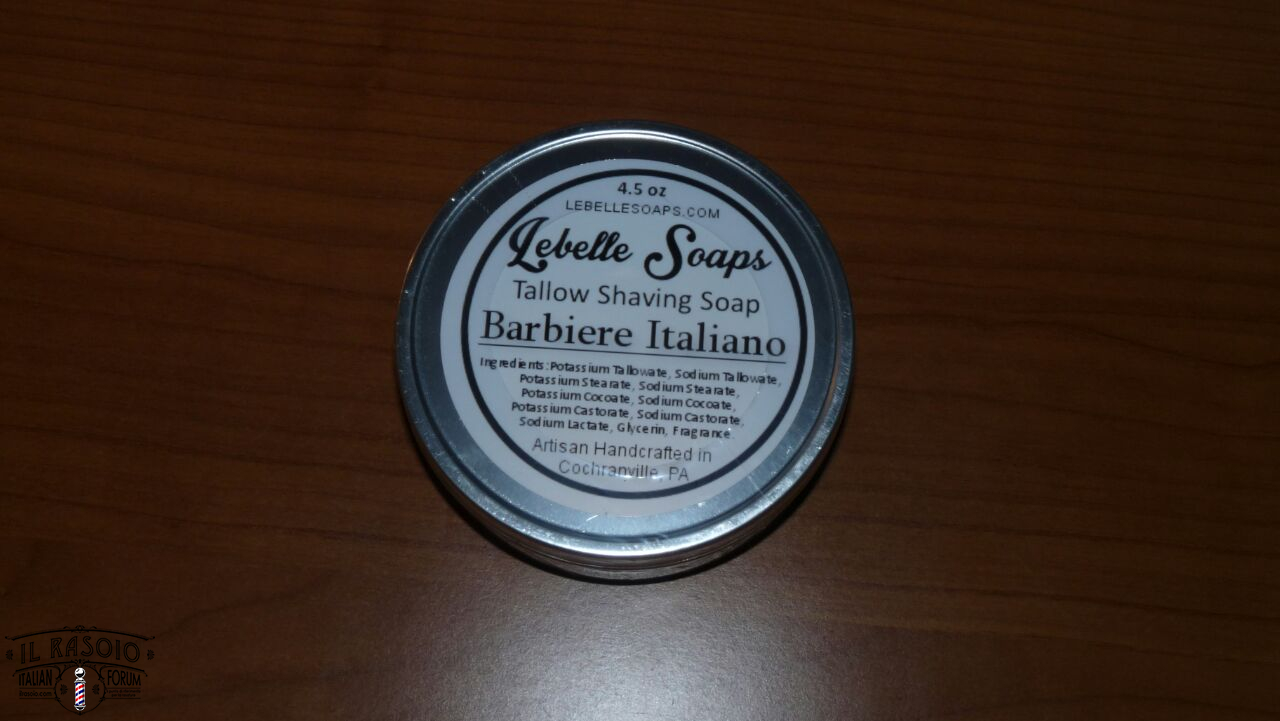 4.5 oz
LEBELLESOAPS.COM
Lebelle Soaps
Tallow Shaving Soap
Barbiere Italiano
Ingredients: Potassium Tallowate, Sodium Tallowate,
Potassium Stearate, Sodium Stearate,
Potassium Cocoate, Sodium Cocoate,
Potassium Castorate, Sodium Castorate,
Sodium Lactate, Glycerin, Fragrance.
Artisan Handcrafted in
Cochranville, PA
IL RASOIO
ITALIAN FORUM